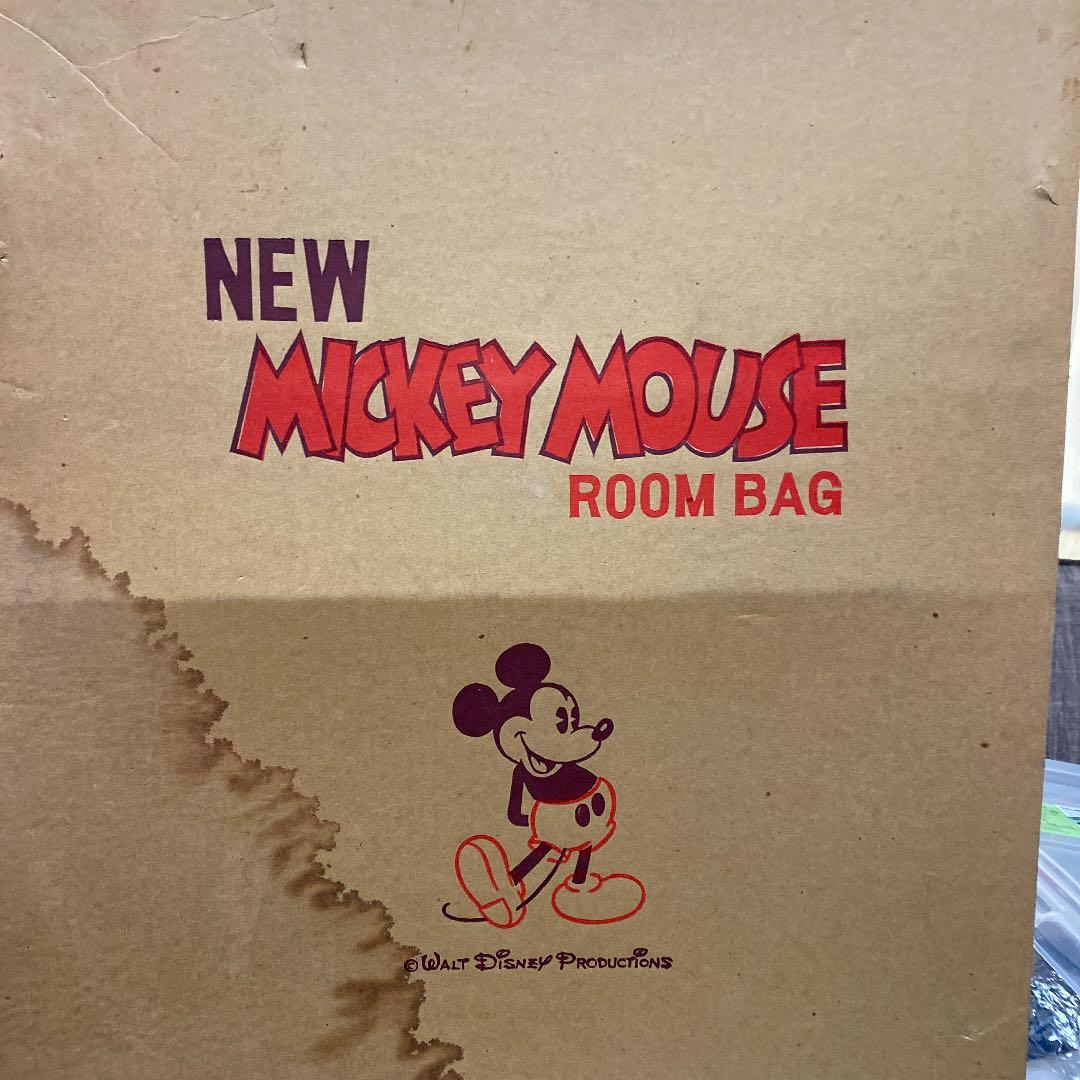 NEW
MICKEY MOUSE
ROOM BAG
© WALT DISNEY PRODUCTIONS